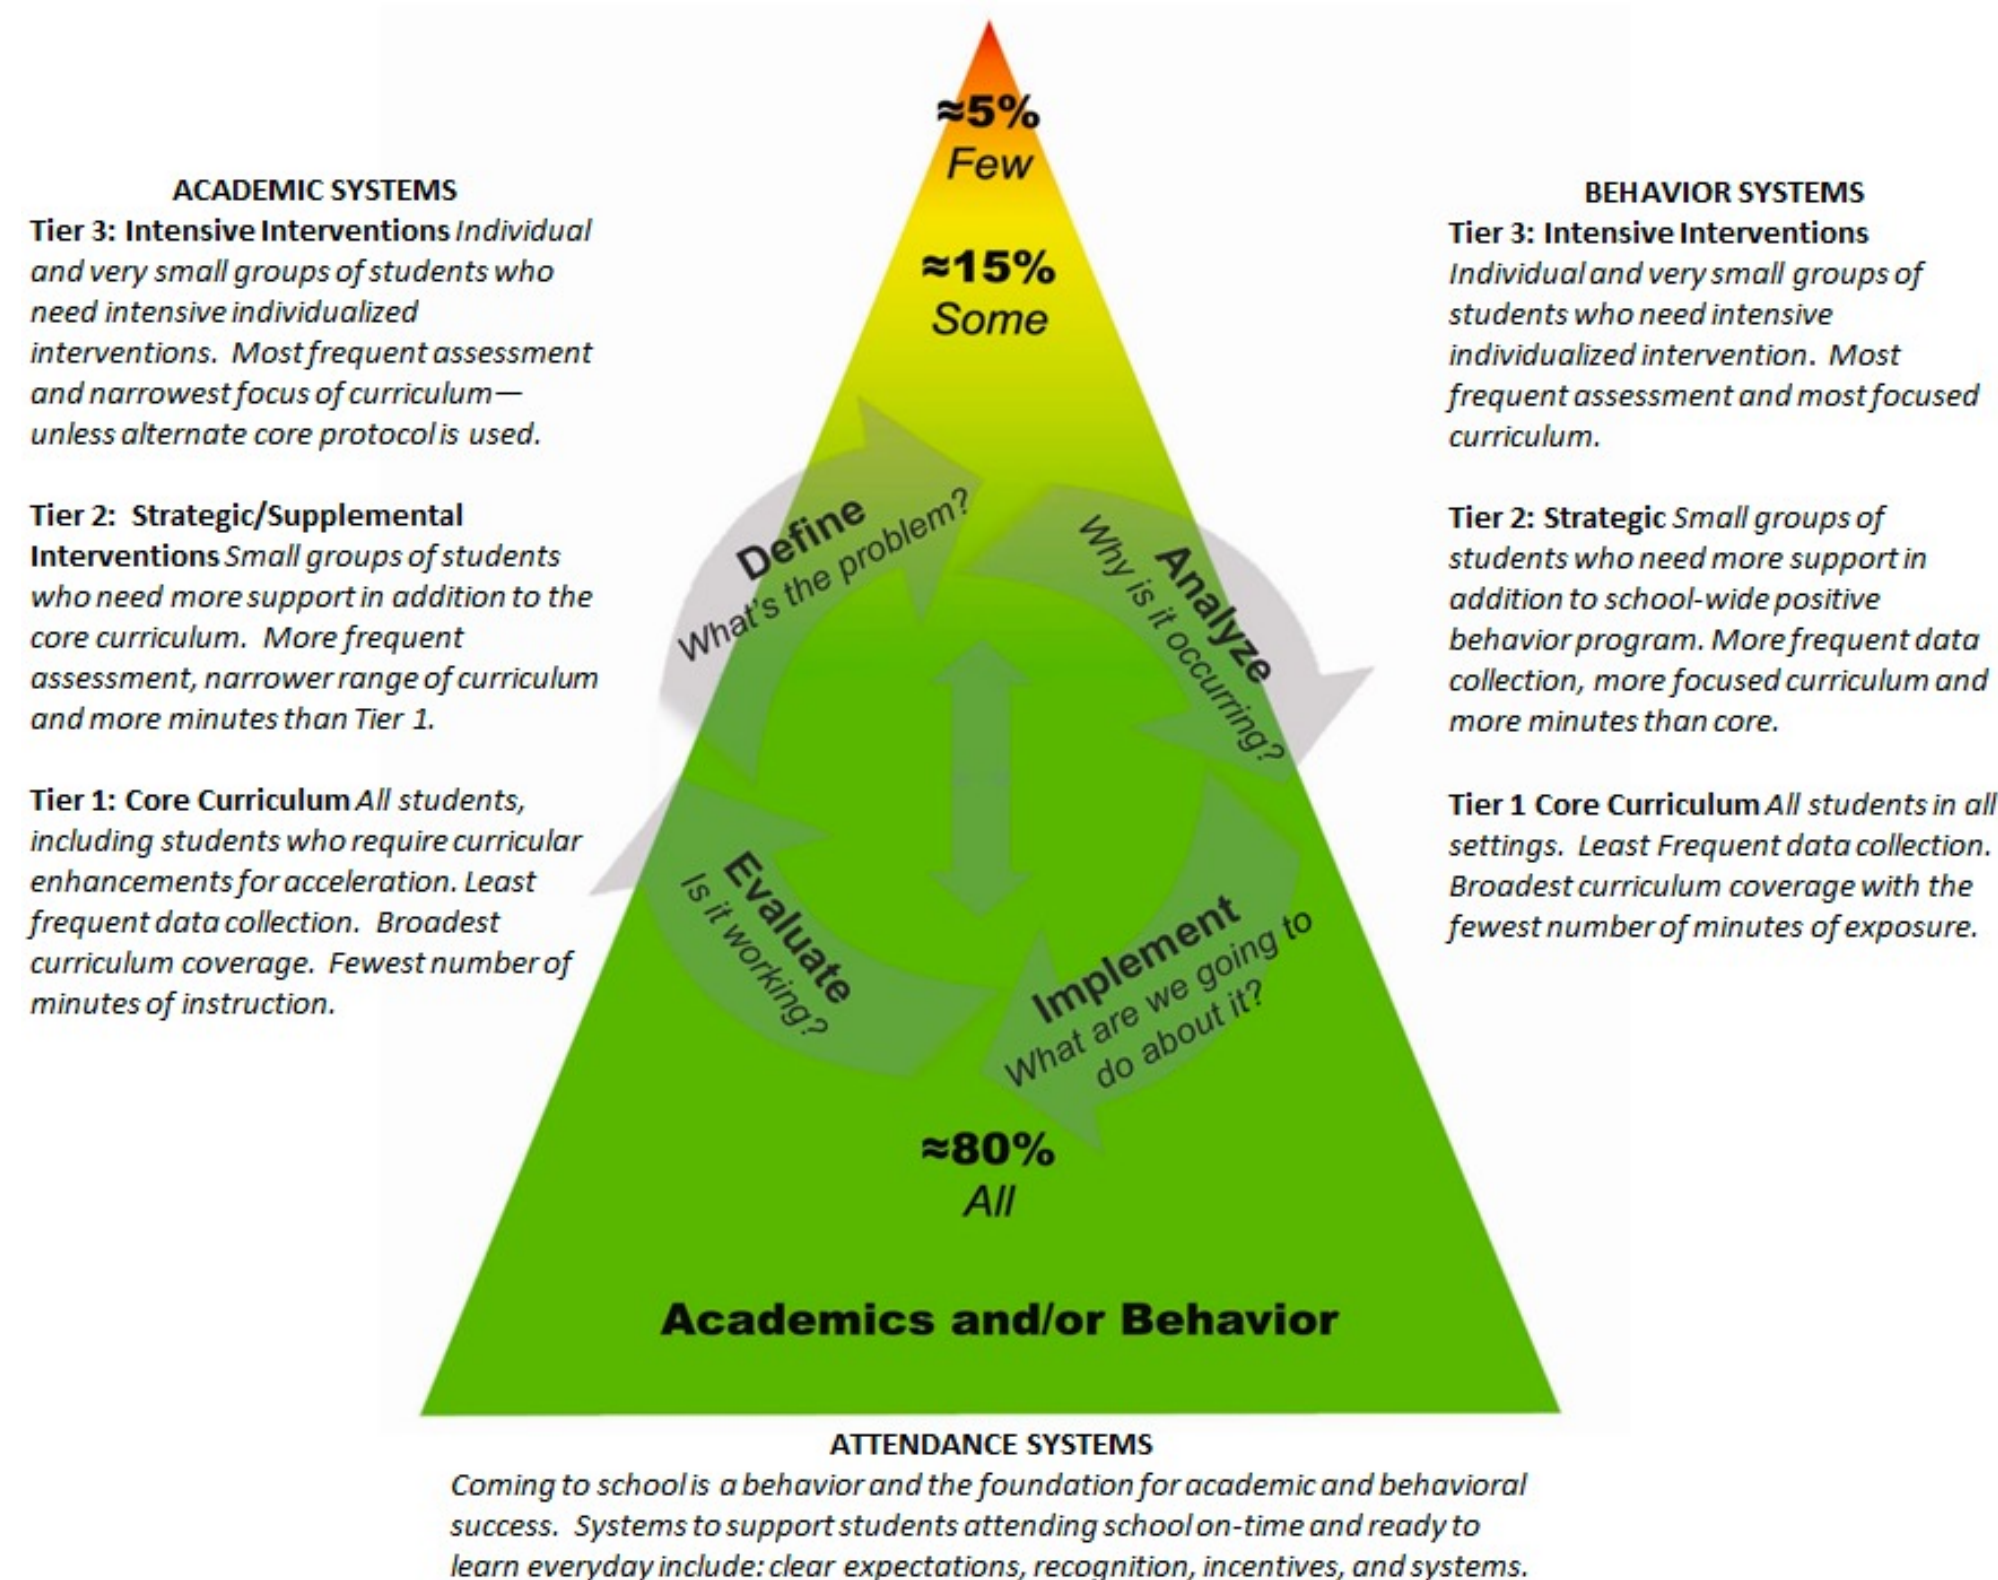 ≈5%
Few
≈15%
Some
ACADEMIC SYSTEMS
Tier 3: Intensive Interventions Individual
and very small groups of students who
need intensive individualized
interventions.  Most frequent assessment
and narrowest focus of curriculum—
unless alternate core protocol is used.
Tier 2:  Strategic/Supplemental
Interventions Small groups of students
who need more support in addition to the
core curriculum.  More frequent
assessment, narrower range of curriculum
and more minutes than Tier 1.
Tier 1: Core Curriculum All students,
including students who require curricular
enhancements for acceleration. Least
frequent data collection.  Broadest
curriculum coverage.  Fewest number of
minutes of instruction.
Define
What's the problem?
Analyze
Why is it occurring?
Implement
What are we going to
do about it?
Evaluate
Is it working?
BEHAVIOR SYSTEMS
Tier 3: Intensive Interventions
Individual and very small groups of
students who need intensive
individualized intervention.  Most
frequent assessment and most focused
curriculum.
Tier 2: Strategic Small groups of
students who need more support in
addition to school-wide positive
behavior program. More frequent data
collection, more focused curriculum and
more minutes than core.
Tier 1 Core Curriculum All students in all
settings.  Least Frequent data collection.
Broadest curriculum coverage with the
fewest number of minutes of exposure.
≈80%
All
Academics and/or Behavior
ATTENDANCE SYSTEMS
Coming to school is a behavior and the foundation for academic and behavioral
success.  Systems to support students attending school on-time and ready to
learn everyday include: clear expectations, recognition, incentives, and systems.